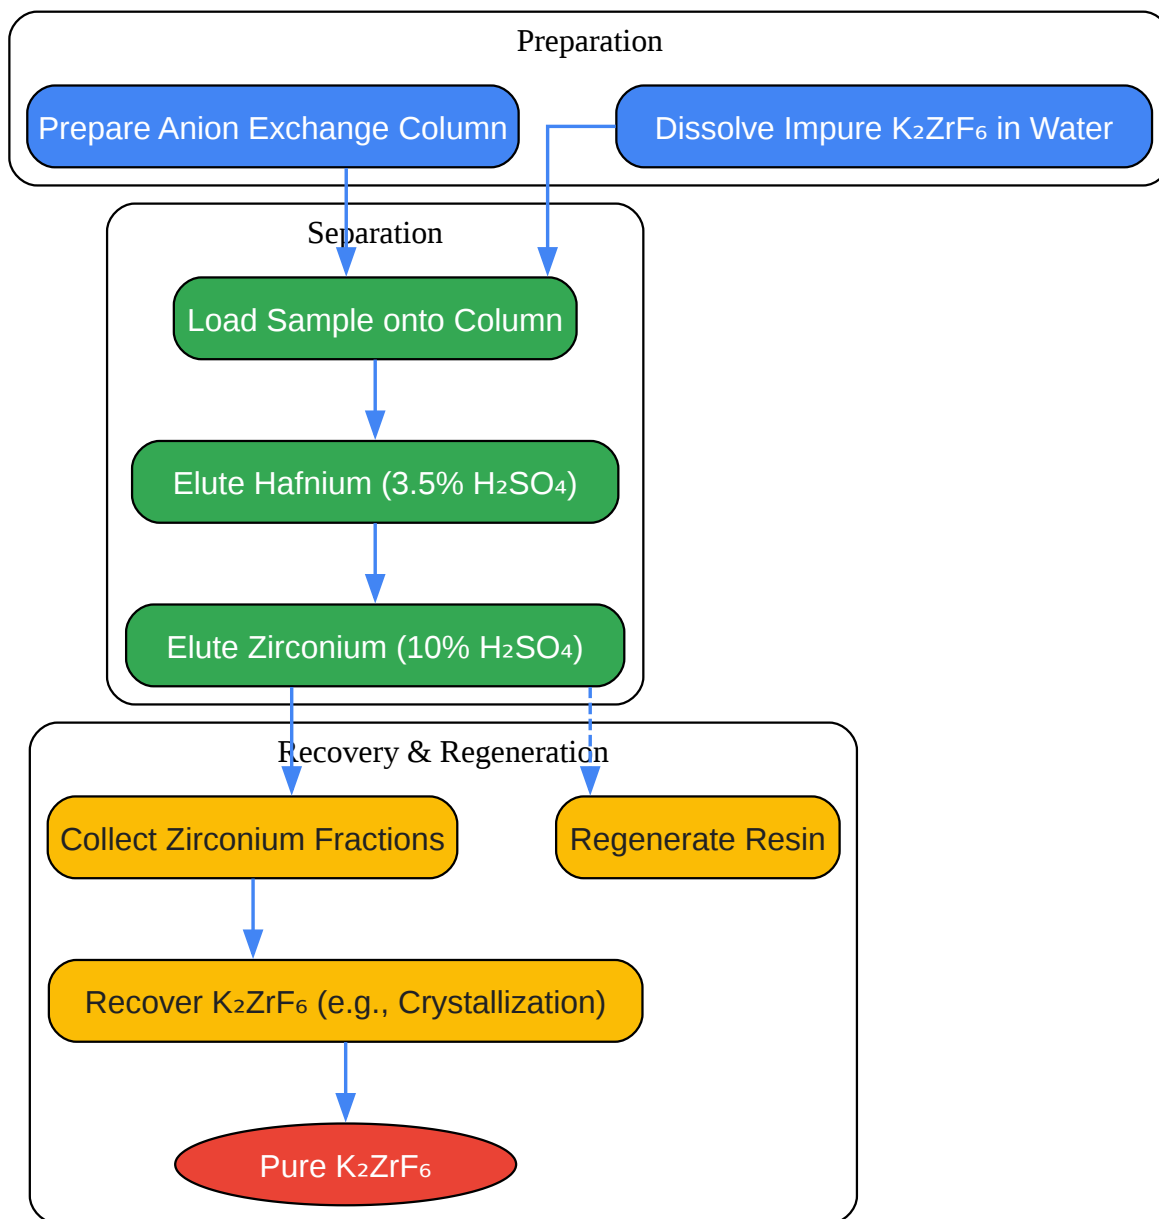 Preparation
Prepare Anion Exchange Column
Dissolve Impure K₂ZrF₆ in Water
Separation
Load Sample onto Column
Elute Hafnium (3.5% H₂SO₄)
Elute Zirconium (10% H₂SO₄)
Recovery & Regeneration
Collect Zirconium Fractions
Regenerate Resin
Recover K₂ZrF₆ (e.g., Crystallization)
Pure K₂ZrF₆